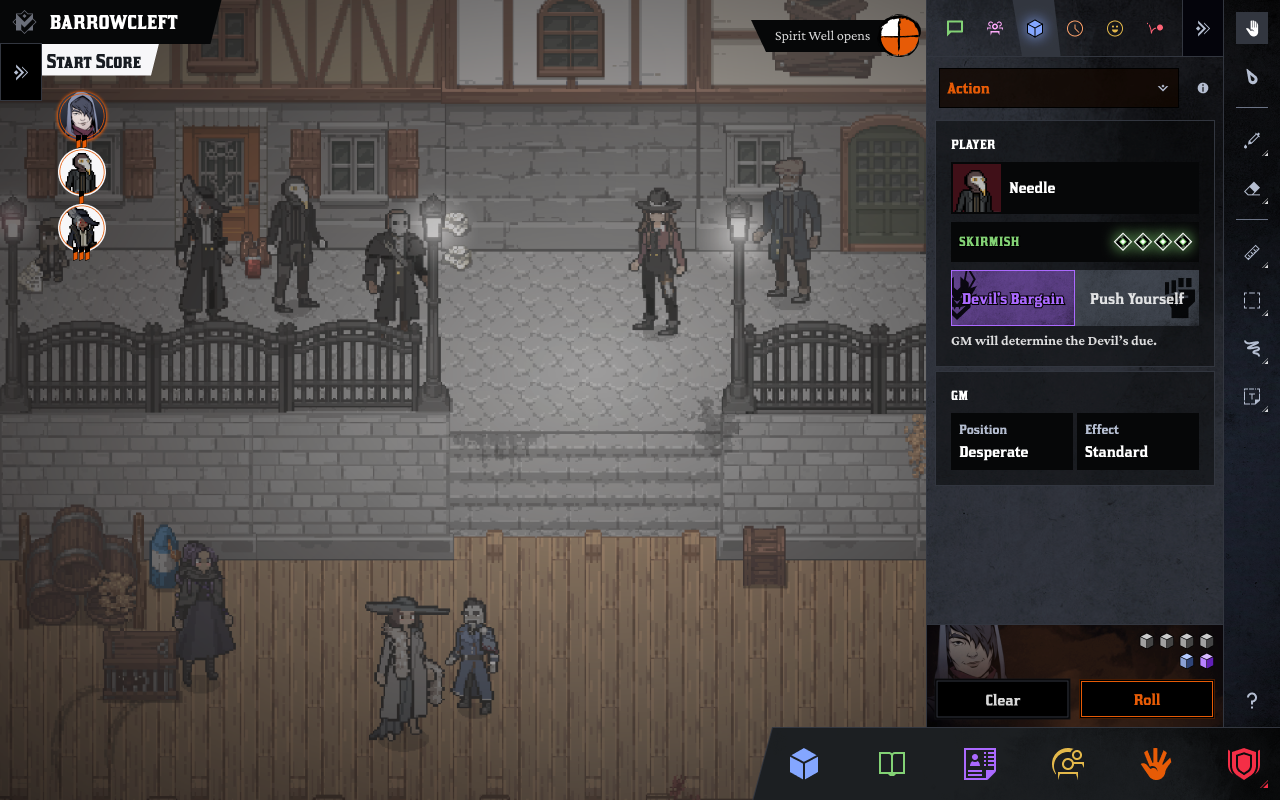 BARROWCLEFT
START SCORE
Spirit Well opens
Action
PLAYER
Needle
SKIRMISH
Devil's Bargain
Push Yourself
GM will determine the Devil's due.
GM
Position
Desperate
Effect
Standard
Clear
Roll